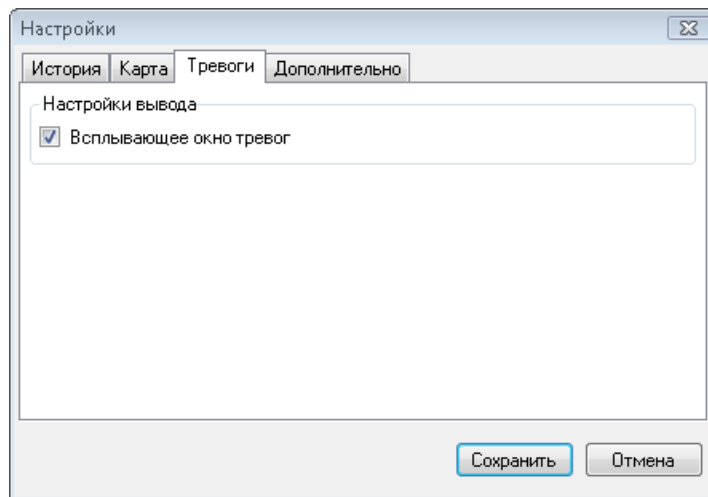 Настройки
История Карта Тревоги Дополнительно
Настройки вывода
Всплывающее окно тревог
Сохранить Отмена